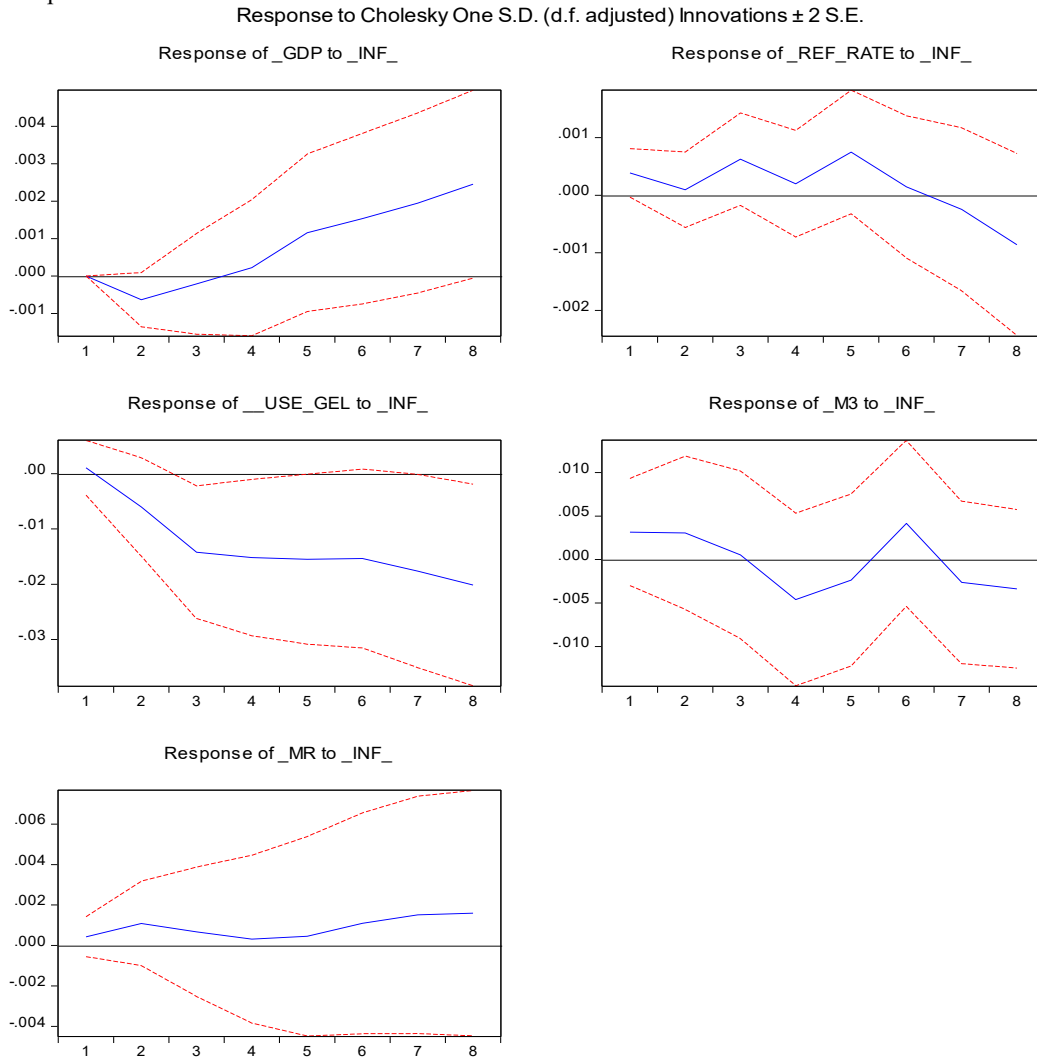 Response to Cholesky One S.D. (d.f. adjusted) Innovations ± 2 S.E.
Response of _GDP to _INF_
.004
.003
.002
.001
.000
-.001
1 2 3 4 5 6 7 8
Response of _REF_RATE to _INF_
.001
.000
-.001
-.002
1 2 3 4 5 6 7 8
Response of __USE_GEL to _INF_
.00
-.01
-.02
-.03
1 2 3 4 5 6 7 8
Response of _M3 to _INF_
.010
.005
.000
-.005
-.010
1 2 3 4 5 6 7 8
Response of _MR to _INF_
.006
.004
.002
.000
-.002
-.004
1 2 3 4 5 6 7 8